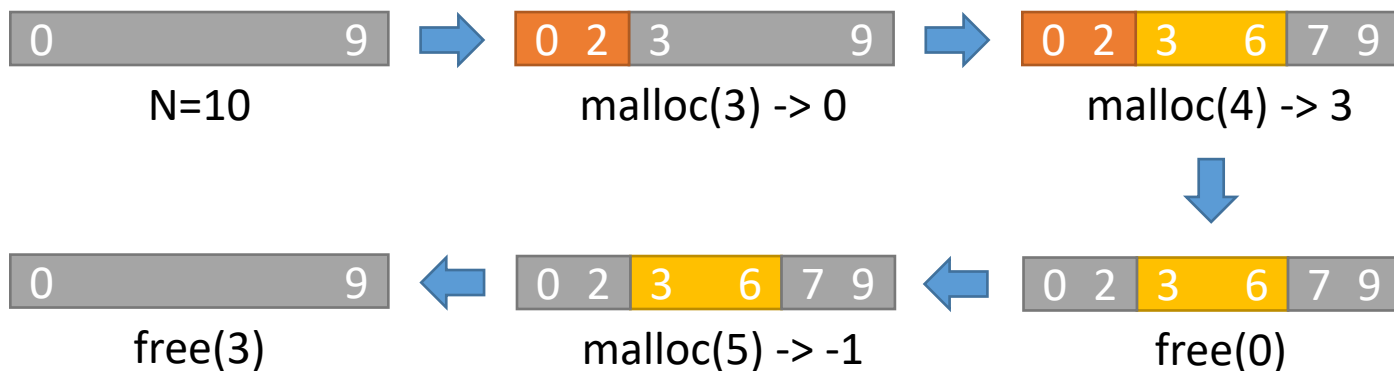 0 9 0 2 3 9 0 2 3 6 7 9
N=10 malloc(3) -> 0 malloc(4) -> 3
0 9 0 2 3 6 7 9 0 2 3 6 7 9
free(3) malloc(5) -> -1 free(0)